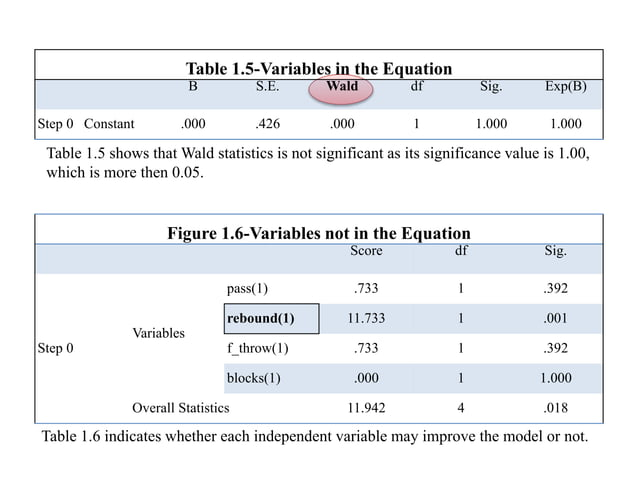 Table 1.5-Variables in the Equation
B S.E. Wald df Sig. Exp(B)
Step 0 Constant .000 .426 .000 1 1.000 1.000
Table 1.5 shows that Wald statistics is not significant as its significance value is 1.00,
which is more then 0.05.
Figure 1.6-Variables not in the Equation
Score df Sig.
Step 0 Variables pass(1) .733 1 .392
rebound(1) 11.733 1 .001
f_throw(1) .733 1 .392
blocks(1) .000 1 1.000
Overall Statistics 11.942 4 .018
Table 1.6 indicates whether each independent variable may improve the model or not.